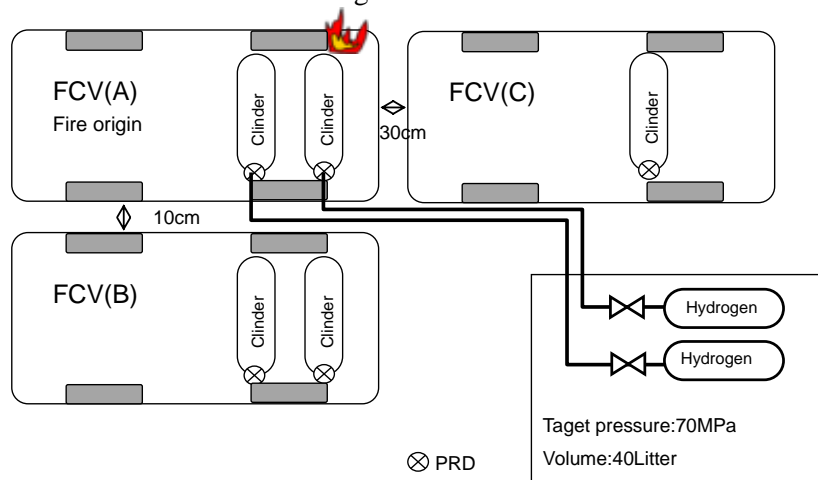 FCV(A)
Fire origin
Clinder
Clinder
30cm
FCV(C)
Clinder
10cm
FCV(B)
Clinder
Clinder
Hydrogen
Hydrogen
Taget pressure:70MPa
Volume:40Litter
PRD